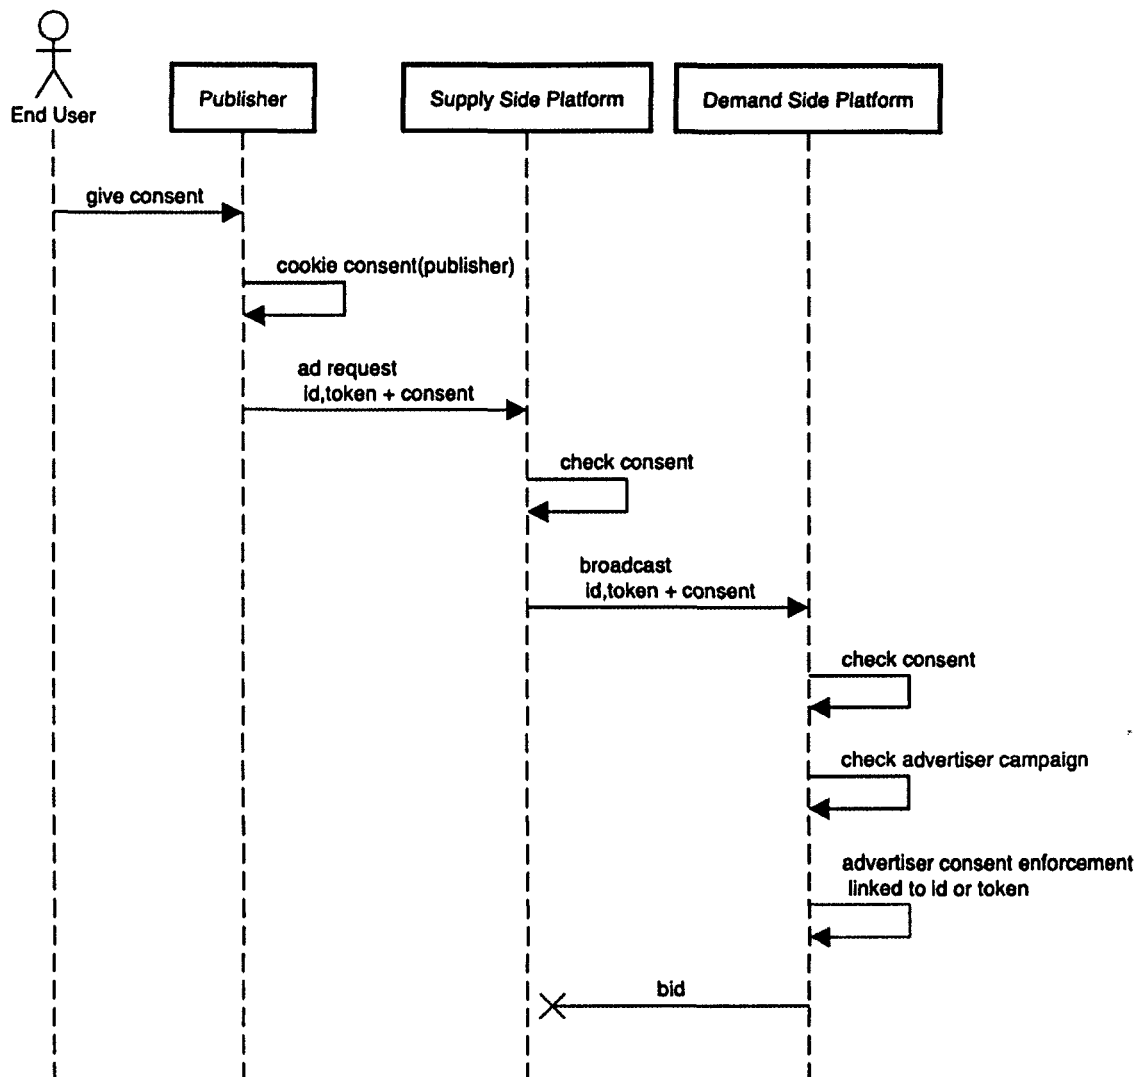 End User
Publisher
Supply Side Platform
Demand Side Platform
give consent
cookie consent(publisher)
ad request
id,token + consent
check consent
broadcast
id,token + consent
check consent
check advertiser campaign
advertiser consent enforcement
linked to id or token
bid